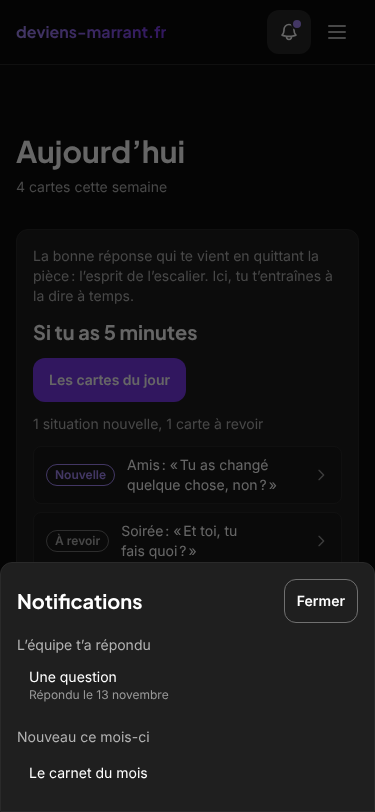 deviens-marrant.fr
Aujourd’hui
4 cartes cette semaine
La bonne réponse qui te vient en quittant la
pièce : l’esprit de l’escalier. Ici, tu t’entraînes à
la dire à temps.
Si tu as 5 minutes
Les cartes du jour
1 situation nouvelle, 1 carte à revoir
Nouvelle
Amis : « Tu as changé
quelque chose, non ? »
À revoir
Soirée : « Et toi, tu
fais quoi ? »
Notifications
Fermer
L’équipe t’a répondu
Une question
Répondu le 13 novembre
Nouveau ce mois-ci
Le carnet du mois